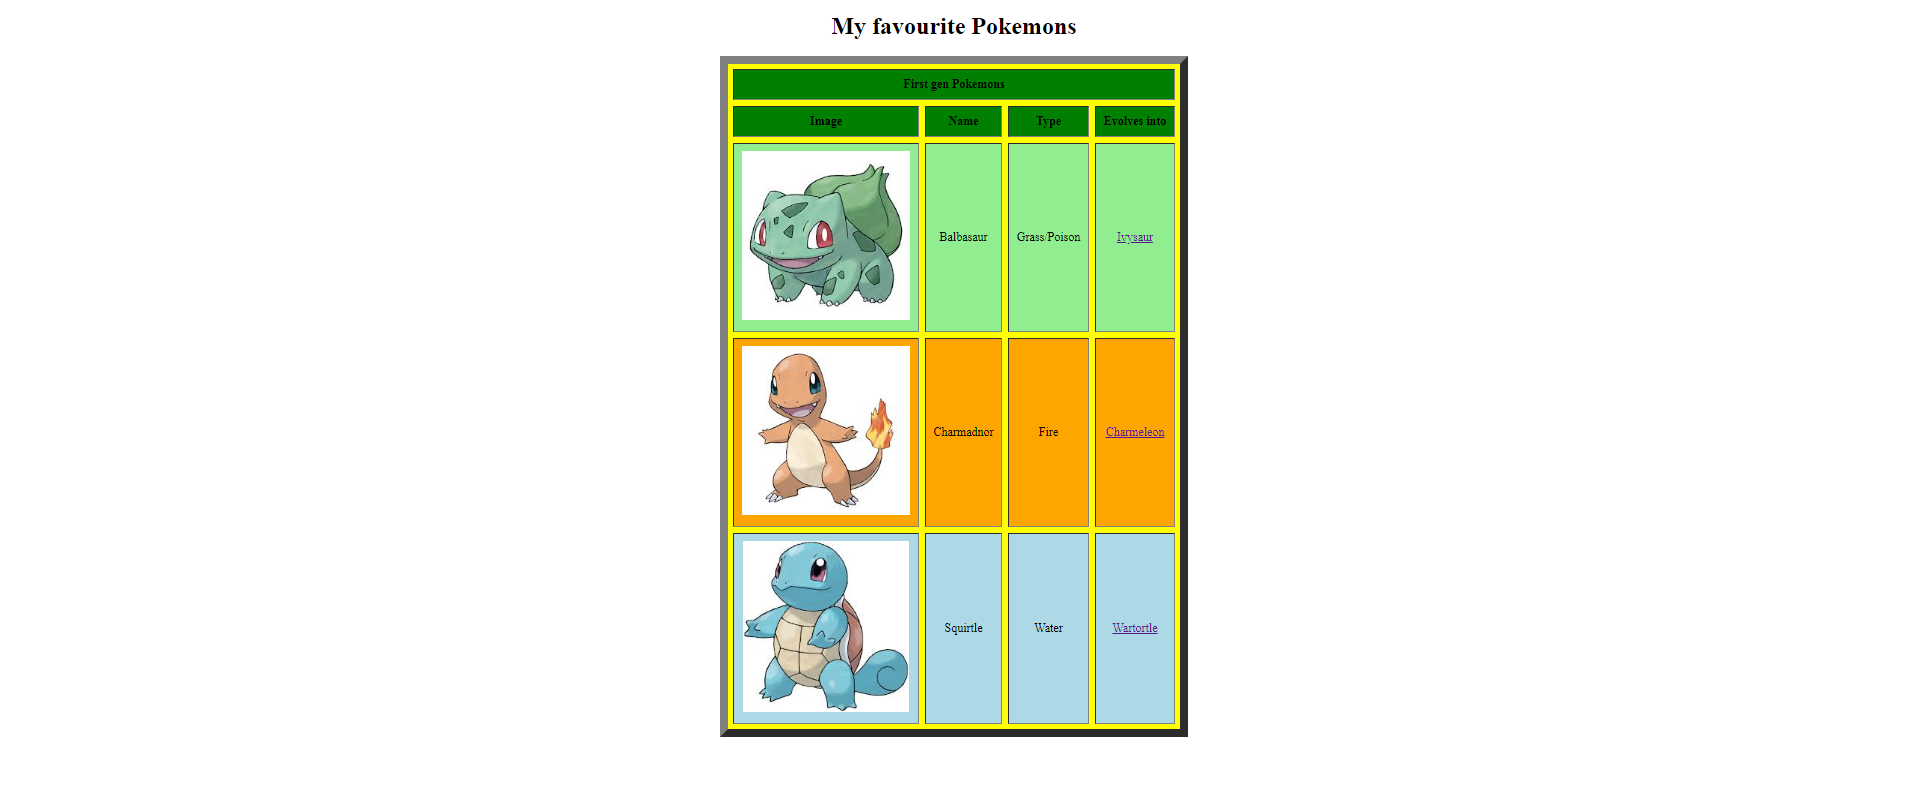 My favourite Pokemons
First gen Pokemons
Image Name Type Evolves into
Balbasaur Grass/Poison Ivysaur
Charmadnor Fire Charmeleon
Squirtle Water Wartortle